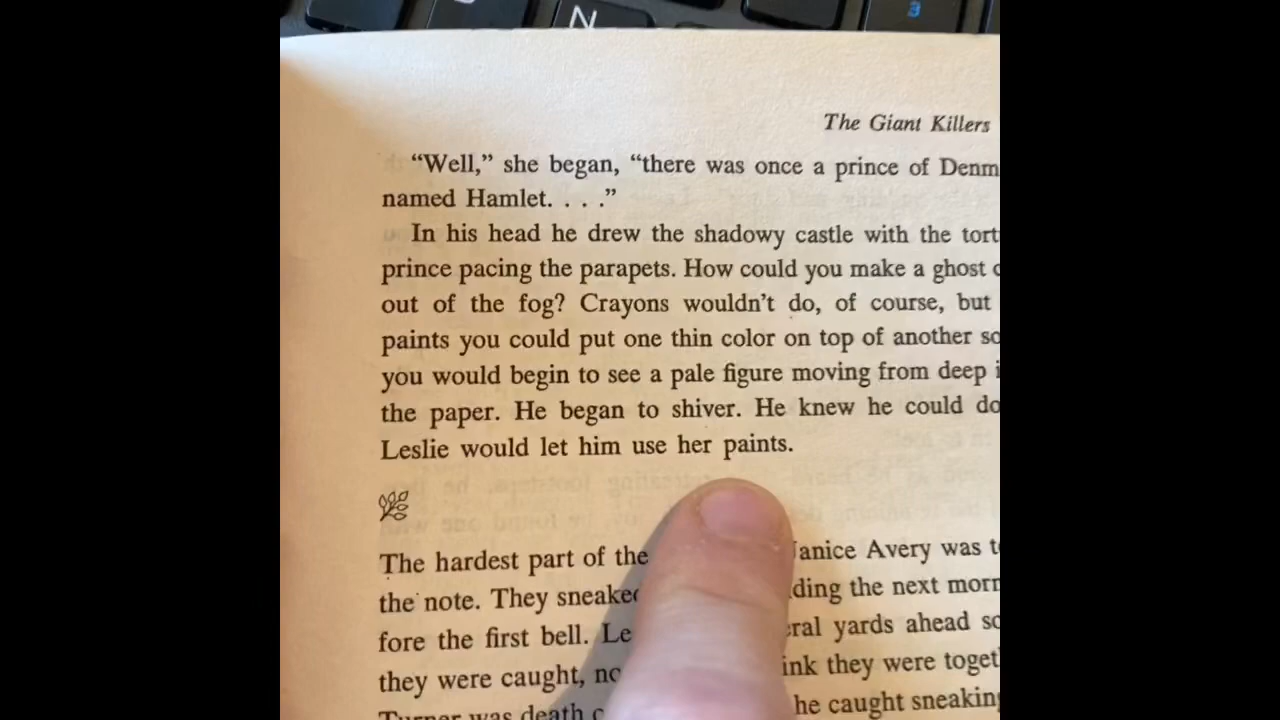 N
3
The Giant Killers
“Well,” she began, “there was once a prince of Denm
named Hamlet. . . .”
In his head he drew the shadowy castle with the tort
prince pacing the parapets. How could you make a ghost
out of the fog? Crayons wouldn’t do, of course, but
paints you could put one thin color on top of another so
you would begin to see a pale figure moving from deep i
the paper. He began to shiver. He knew he could do
Leslie would let him use her paints.
The hardest part of the Janice Avery was
the note. They sneaked ding the next morn
fore the first bell. Le eral yards ahead so
they were caught, no ink they were toget
Turner was death he caught sneaking